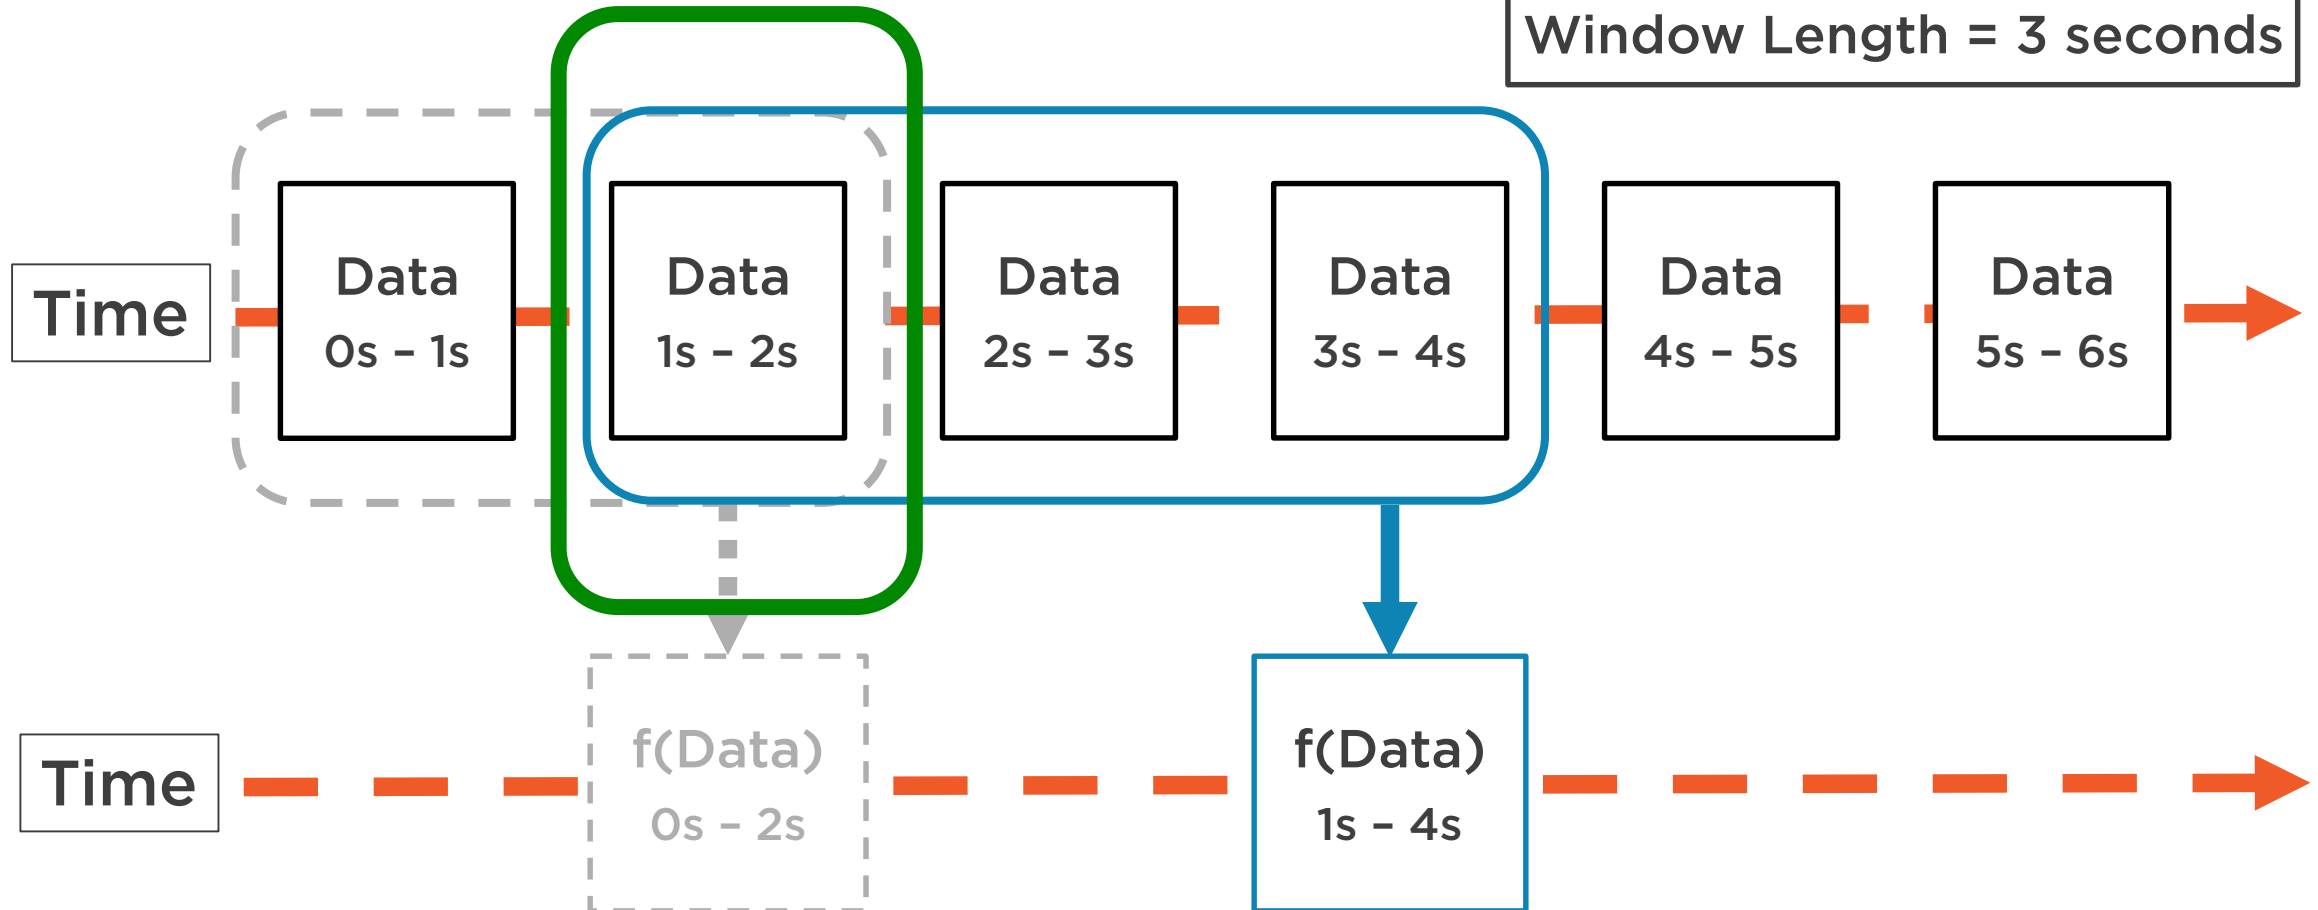 Window Length = 3 seconds
Time
Data
0s – 1s
Data
1s – 2s
Data
2s – 3s
Data
3s – 4s
Data
4s – 5s
Data
5s – 6s
Time
f(Data)
0s – 2s
f(Data)
1s – 4s